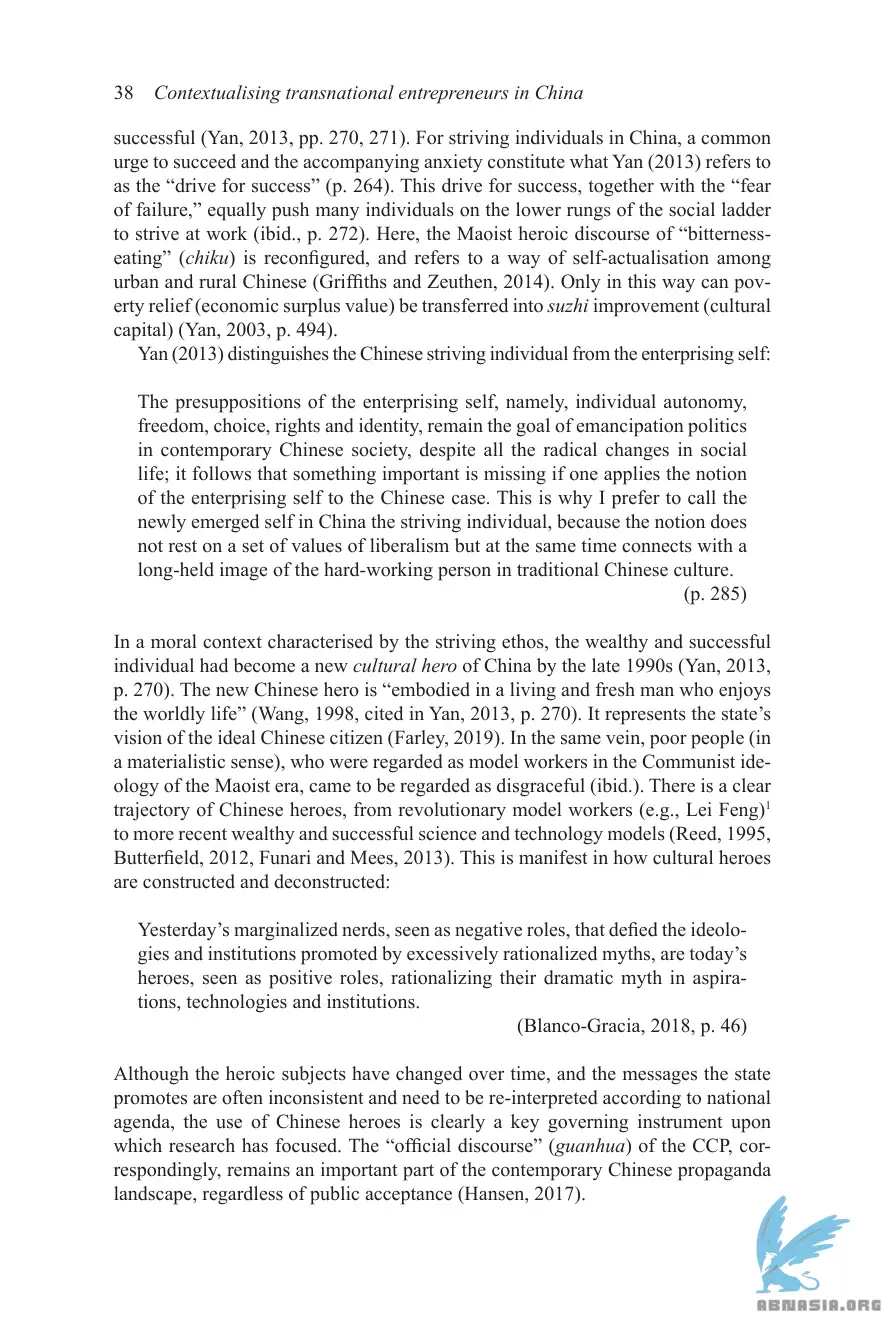 38 Contextualising transnational entrepreneurs in China
successful (Yan, 2013, pp. 270, 271). For striving individuals in China, a common
urge to succeed and the accompanying anxiety constitute what Yan (2013) refers to
as the “drive for success” (p. 264). This drive for success, together with the “fear
of failure,” equally push many individuals on the lower rungs of the social ladder
to strive at work (ibid., p. 272). Here, the Maoist heroic discourse of “bitterness-
eating” (chiku) is reconfigured, and refers to a way of self-actualisation among
urban and rural Chinese (Griffiths and Zeuthen, 2014). Only in this way can pov-
erty relief (economic surplus value) be transferred into suzhi improvement (cultural
capital) (Yan, 2003, p. 494).
Yan (2013) distinguishes the Chinese striving individual from the enterprising self:
The presuppositions of the enterprising self, namely, individual autonomy,
freedom, choice, rights and identity, remain the goal of emancipation politics
in contemporary Chinese society, despite all the radical changes in social
life; it follows that something important is missing if one applies the notion
of the enterprising self to the Chinese case. This is why I prefer to call the
newly emerged self in China the striving individual, because the notion does
not rest on a set of values of liberalism but at the same time connects with a
long-held image of the hard-working person in traditional Chinese culture.
(p. 285)
In a moral context characterised by the striving ethos, the wealthy and successful
individual had become a new cultural hero of China by the late 1990s (Yan, 2013,
p. 270). The new Chinese hero is “embodied in a living and fresh man who enjoys
the worldly life” (Wang, 1998, cited in Yan, 2013, p. 270). It represents the state’s
vision of the ideal Chinese citizen (Farley, 2019). In the same vein, poor people (in
a materialistic sense), who were regarded as model workers in the Communist ide-
ology of the Maoist era, came to be regarded as disgraceful (ibid.). There is a clear
trajectory of Chinese heroes, from revolutionary model workers (e.g., Lei Feng)1
to more recent wealthy and successful science and technology models (Reed, 1995,
Butterfield, 2012, Funari and Mees, 2013). This is manifest in how cultural heroes
are constructed and deconstructed:
Yesterday’s marginalized nerds, seen as negative roles, that defied the ideolo-
gies and institutions promoted by excessively rationalized myths, are today’s
heroes, seen as positive roles, rationalizing their dramatic myth in aspira-
tions, technologies and institutions.
(Blanco-Gracia, 2018, p. 46)
Although the heroic subjects have changed over time, and the messages the state
promotes are often inconsistent and need to be re-interpreted according to national
agenda, the use of Chinese heroes is clearly a key governing instrument upon
which research has focused. The “official discourse” (guanhua) of the CCP, cor-
respondingly, remains an important part of the contemporary Chinese propaganda
landscape, regardless of public acceptance (Hansen, 2017).
ABNASIA.ORG